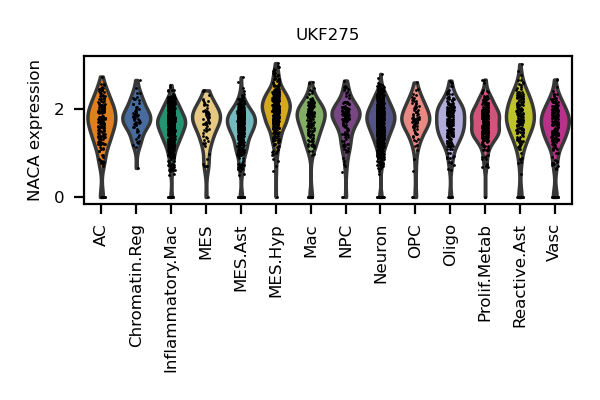 UKF275
NACA expression
2
0
AC
Chromatin.Reg
Inflammatory.Mac
MES
MES.Ast
MES.Hyp
Mac
NPC
Neuron
OPC
Oligo
Prolif.Metab
Reactive.Ast
Vasc